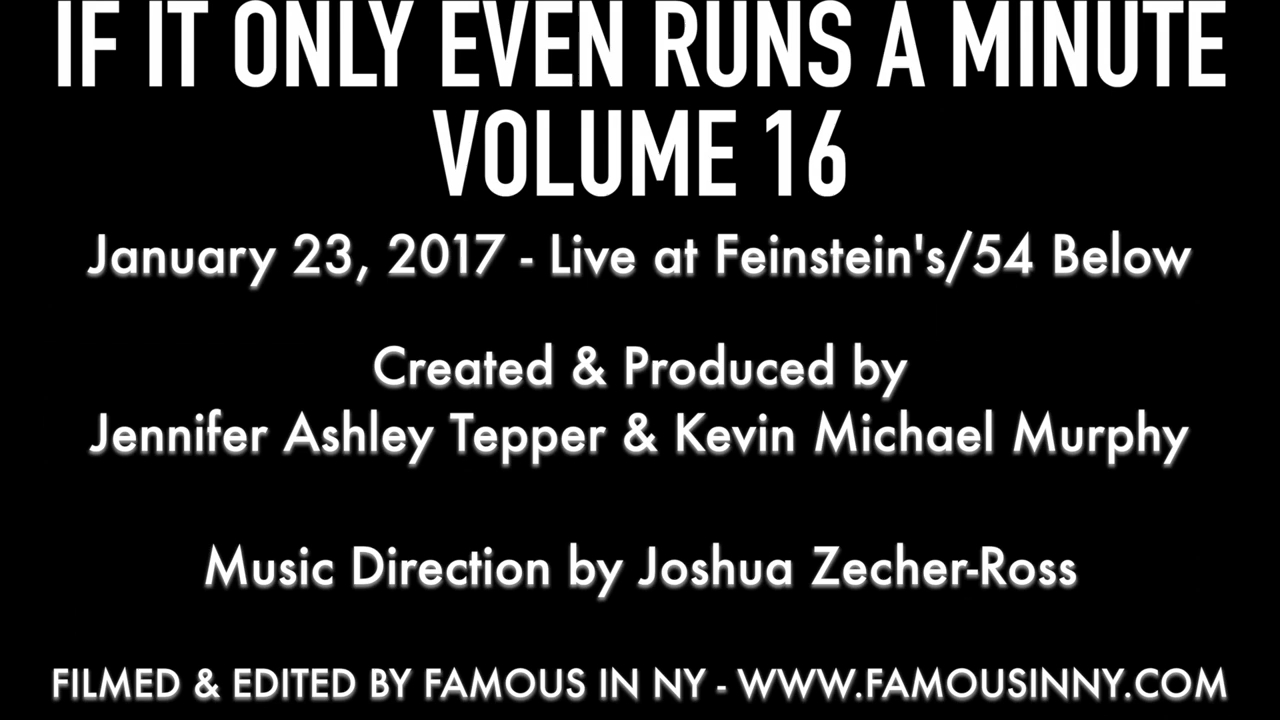 IF IT ONLY EVEN RUNS A MINUTE
VOLUME 16
January 23, 2017 - Live at Feinstein's/54 Below
Created & Produced by
Jennifer Ashley Tepper & Kevin Michael Murphy
Music Direction by Joshua Zecher-Ross
FILMED & EDITED BY FAMOUS IN NY - WWW.FAMOUSINNY.COM